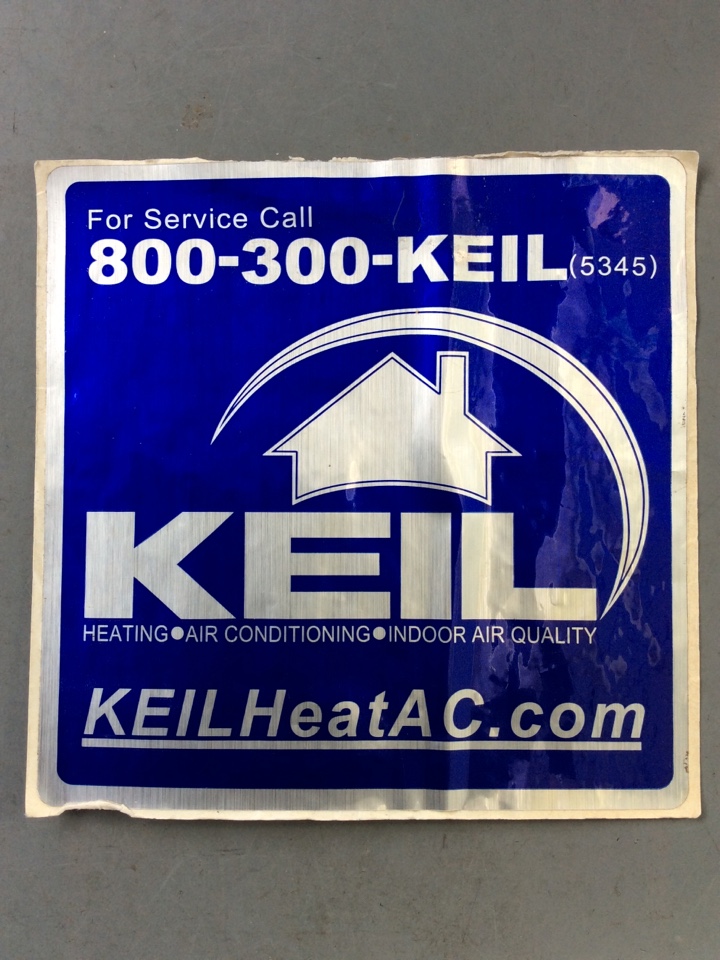 For Service Call
800-300-KEIL(5345)
KEIL
HEATING●AIR CONDITIONING●INDOOR AIR QUALITY
KEILHeatAC.com